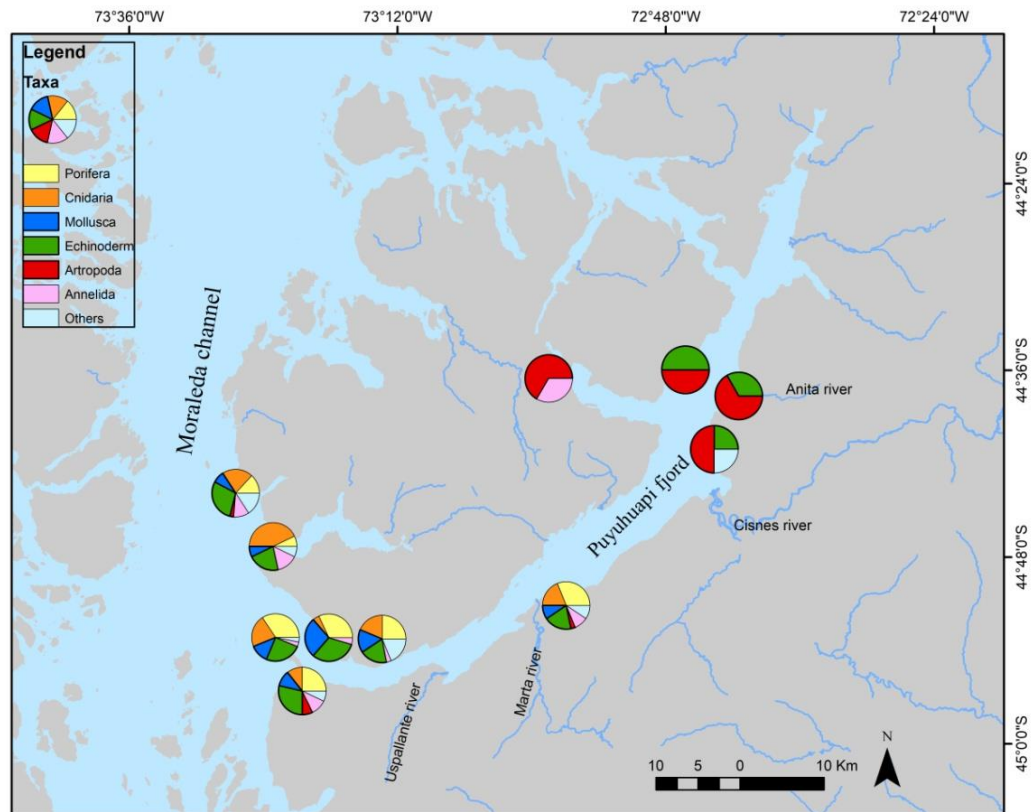 73°36'0"W
73°12'0"W
72°48'0"W
72°24'0"W
Legend
Taxa
Porifera
Cnidaria
Mollusca
Echinoderm
Artropoda
Annelida
Others
44°24'0"S
44°36'0"S
44°48'0"S
45°0'0"S
Moraleda channel
Anita river
Puyuhuapi fjord
Cisnes river
Marta river
Uspallante river
N
10 5 0 10 Km